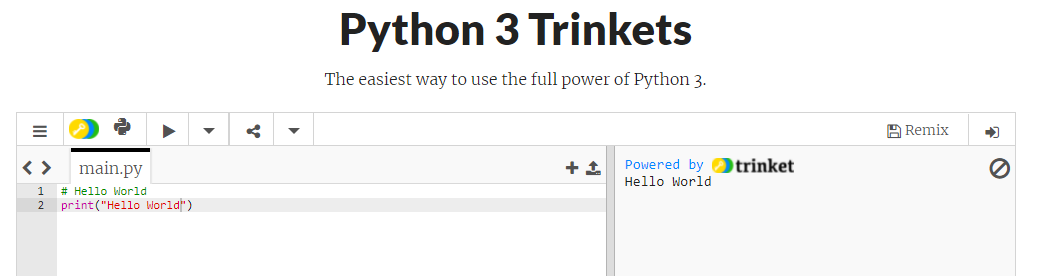 Python 3 Trinkets
The easiest way to use the full power of Python 3.
Remix
main.py
1 # Hello World
2 print("Hello World")
Powered by trinket
Hello World